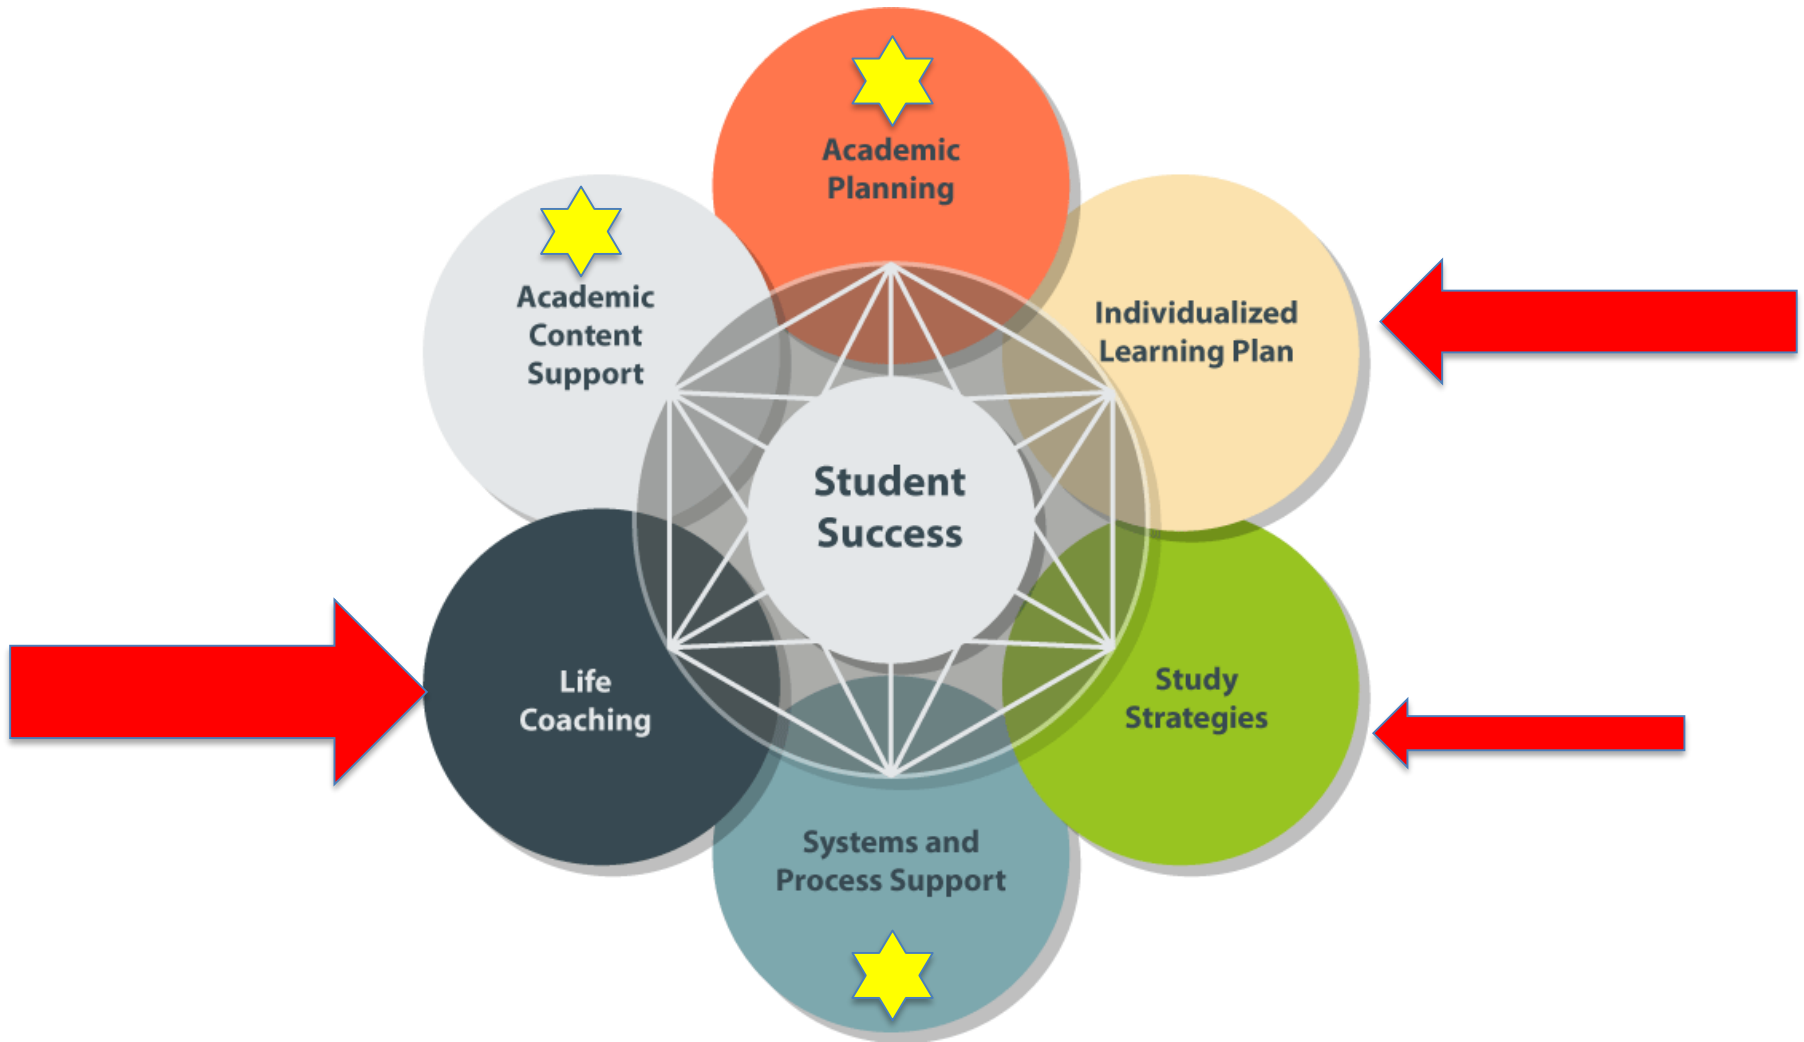 Academic
Planning
Individualized
Learning Plan
Academic
Content
Support
Student
Success
Life
Coaching
Study
Strategies
Systems and
Process Support